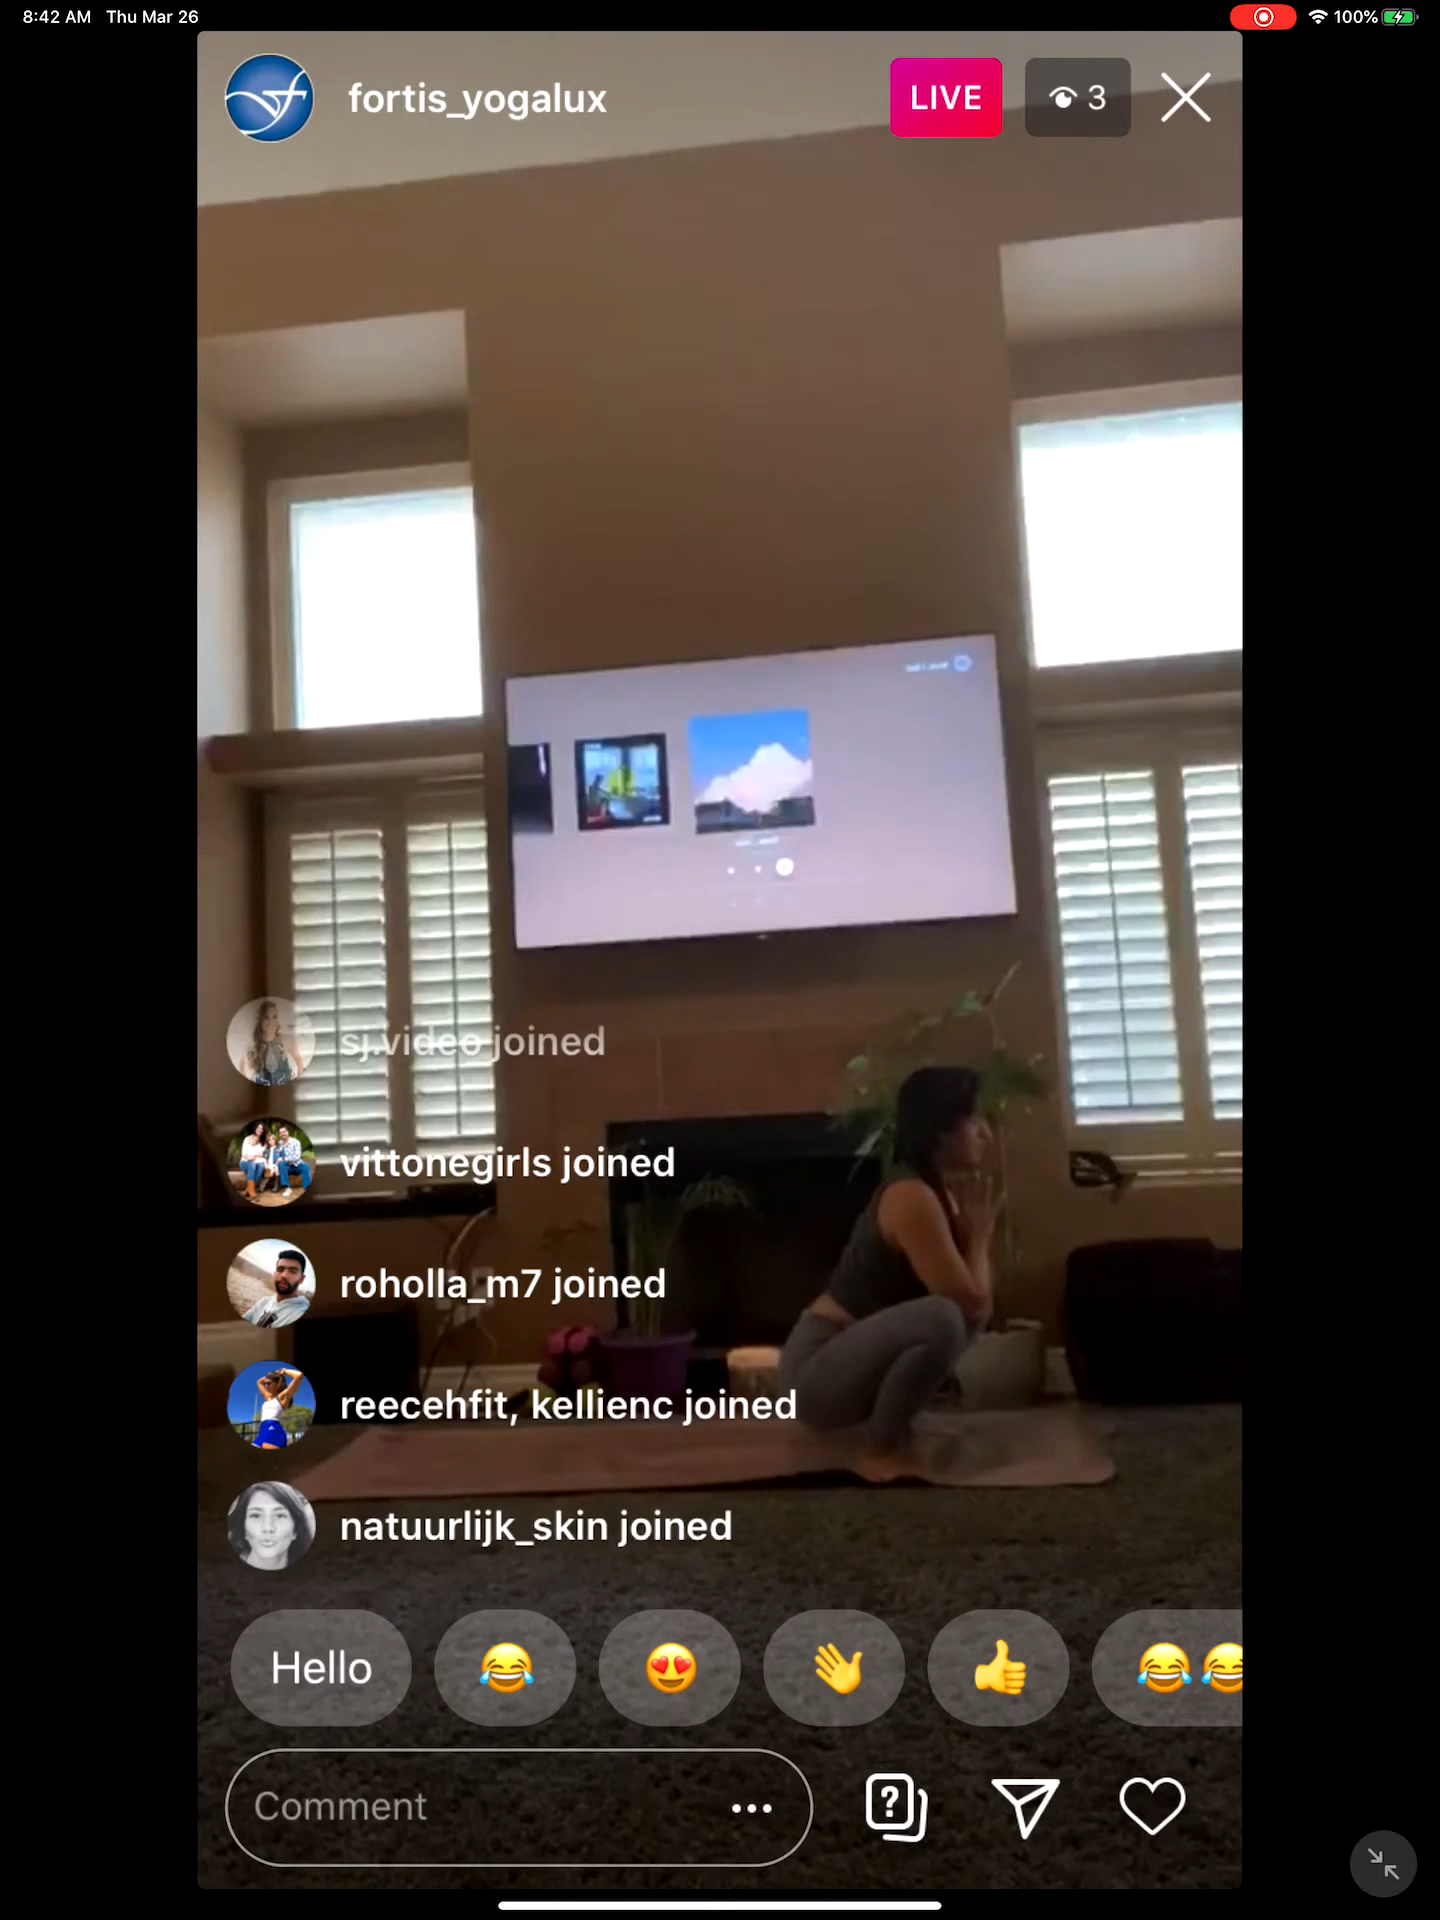 8:42 AM Thu Mar 26
100%
fortis_yogalux
LIVE
3
sj.video joined
vittonegirls joined
roholla_m7 joined
reecehfit, kellienc joined
natuurlijk_skin joined
Hello
Comment